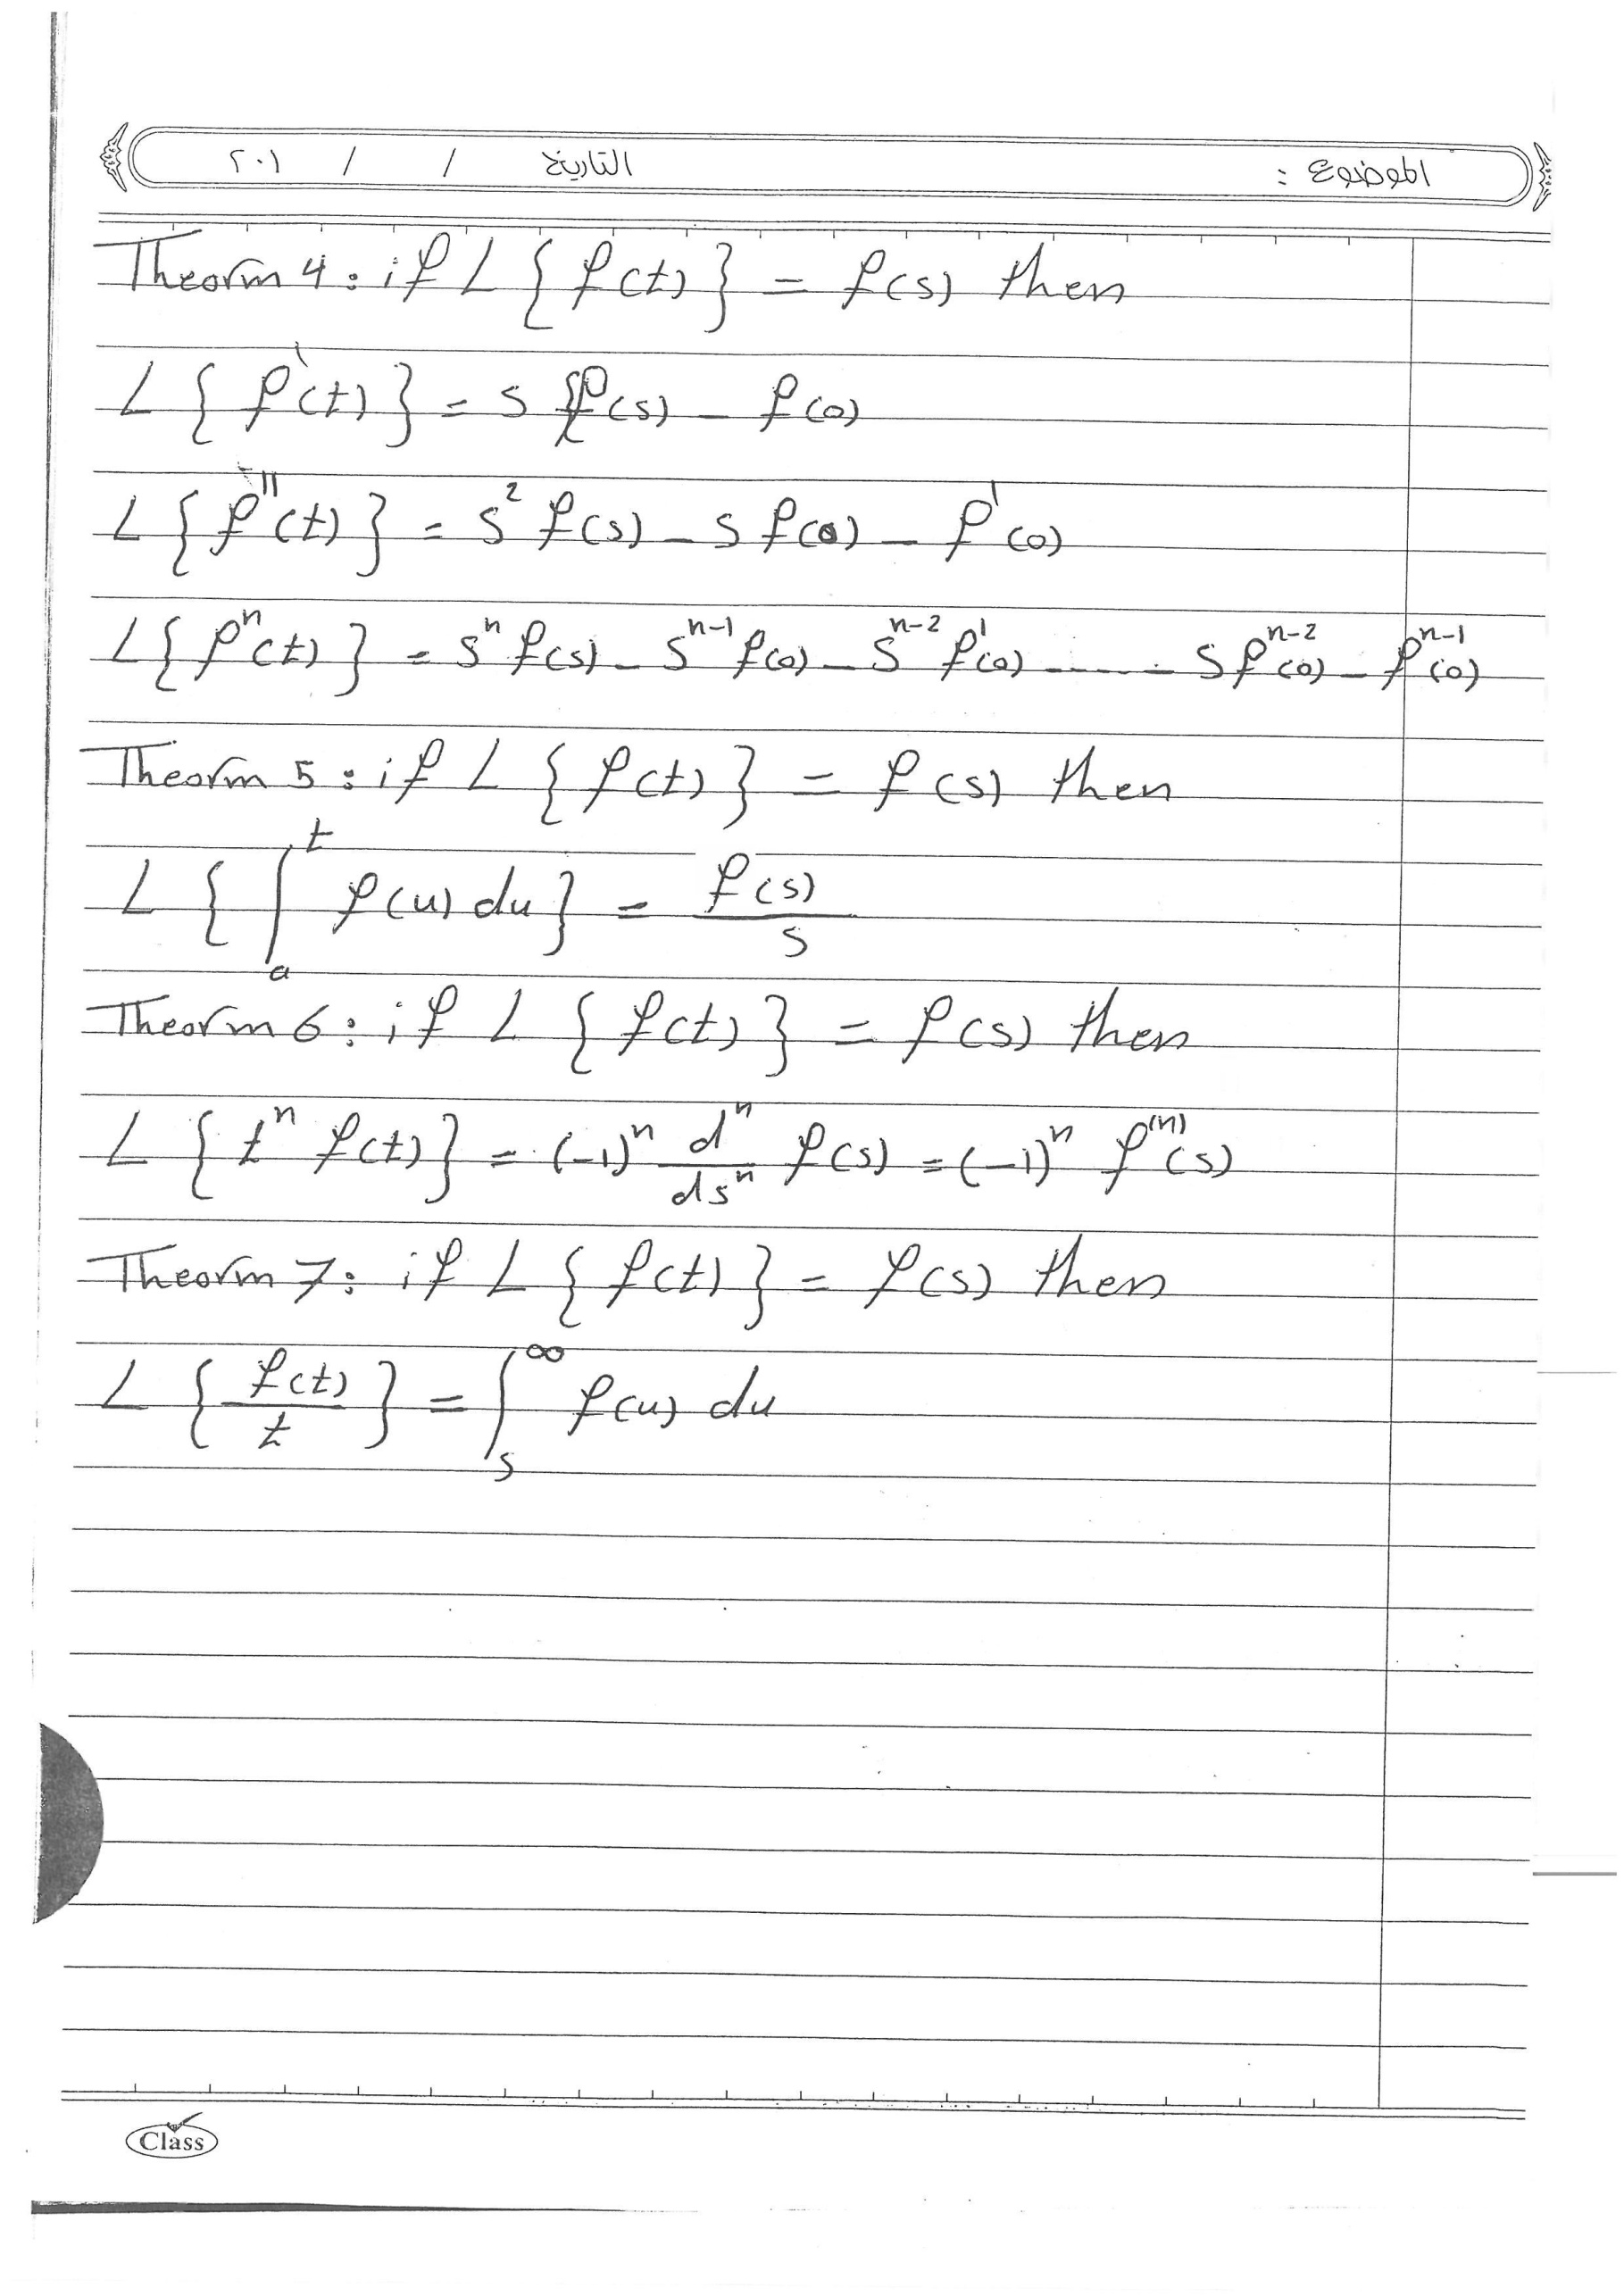 الموضوع : التاريخ / / ٢٠١
Theorm 4 : if L { f(t) } = f(s) then
L { f'(t) } = s f(s) - f(0)
L { f''(t) } = s² f(s) - s f(0) - f'(0)
L { fⁿ(t) } = sⁿ f(s) - sⁿ⁻¹ f(0) - sⁿ⁻² f'(0) ------ s fⁿ⁻²(0) - fⁿ⁻¹(0)
Theorm 5 : if L { f(t) } = f(s) then
L { ∫_a^t f(u) du } = f(s) / s
Theorm 6 : if L { f(t) } = f(s) then
L { tⁿ f(t) } = (-1)ⁿ dⁿ/dsⁿ f(s) = (-1)ⁿ f⁽ⁿ⁾(s)
Theorm 7 : if L { f(t) } = f(s) then
L { f(t) / t } = ∫_s^∞ f(u) du
Class